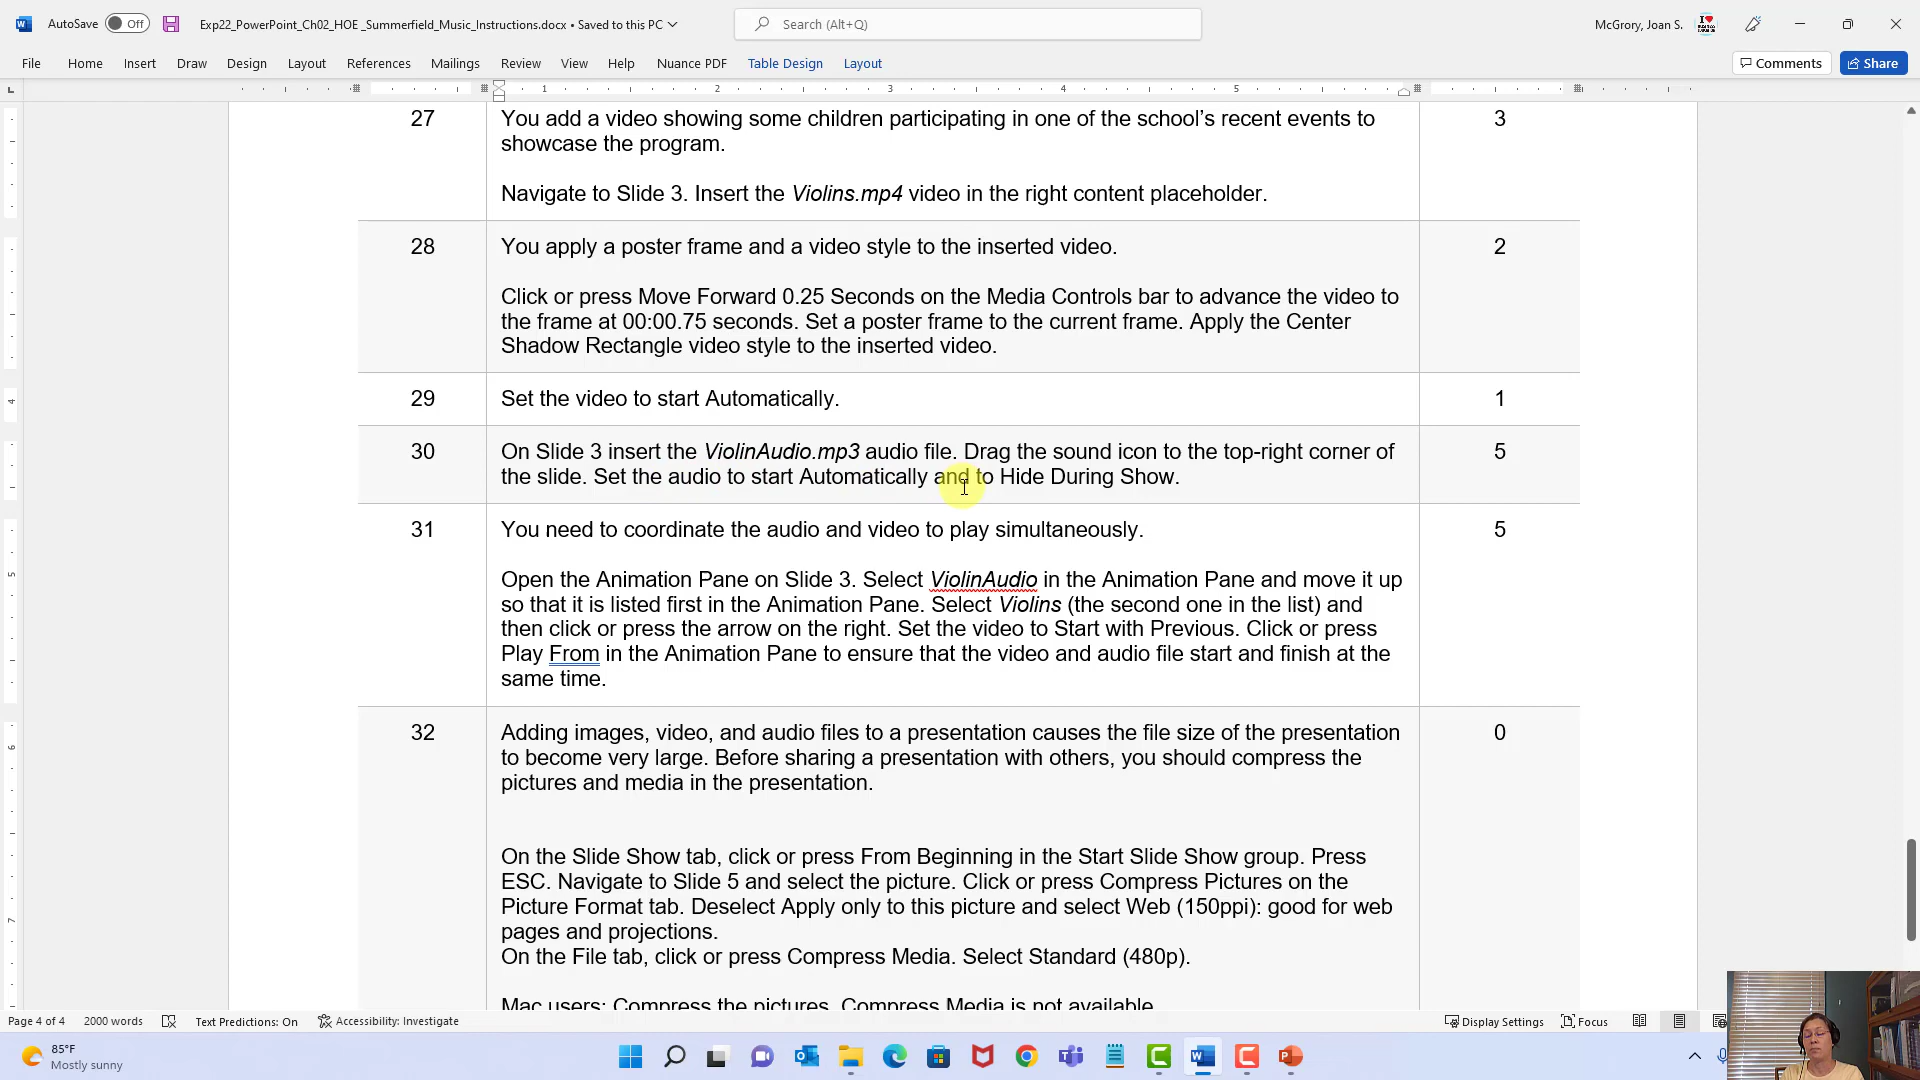 AutoSave Off Exp22_PowerPoint_Ch02_HOE _Summerfield_Music_Instructions.docx • Saved to this PC Search (Alt+Q) McGrory, Joan S.
File Home Insert Draw Design Layout References Mailings Review View Help Nuance PDF Table Design Layout Comments Share
1 2 3 4 5
27 You add a video showing some children participating in one of the school’s recent events to 3
showcase the program.
Navigate to Slide 3. Insert the Violins.mp4 video in the right content placeholder.
28 You apply a poster frame and a video style to the inserted video. 2
Click or press Move Forward 0.25 Seconds on the Media Controls bar to advance the video to
the frame at 00:00.75 seconds. Set a poster frame to the current frame. Apply the Center
Shadow Rectangle video style to the inserted video.
4
29 Set the video to start Automatically. 1
30 On Slide 3 insert the ViolinAudio.mp3 audio file. Drag the sound icon to the top-right corner of 5
the slide. Set the audio to start Automatically and to Hide During Show.
31 You need to coordinate the audio and video to play simultaneously. 5
5
Open the Animation Pane on Slide 3. Select ViolinAudio in the Animation Pane and move it up
so that it is listed first in the Animation Pane. Select Violins (the second one in the list) and
then click or press the arrow on the right. Set the video to Start with Previous. Click or press
Play From in the Animation Pane to ensure that the video and audio file start and finish at the
same time.
32 Adding images, video, and audio files to a presentation causes the file size of the presentation 0
6
to become very large. Before sharing a presentation with others, you should compress the
pictures and media in the presentation.
On the Slide Show tab, click or press From Beginning in the Start Slide Show group. Press
ESC. Navigate to Slide 5 and select the picture. Click or press Compress Pictures on the
Picture Format tab. Deselect Apply only to this picture and select Web (150ppi): good for web
7
pages and projections.
On the File tab, click or press Compress Media. Select Standard (480p).
Mac users: Compress the pictures. Compress Media is not available.
Page 4 of 4 2000 words Text Predictions: On Accessibility: Investigate Display Settings Focus
85°F
Mostly sunny